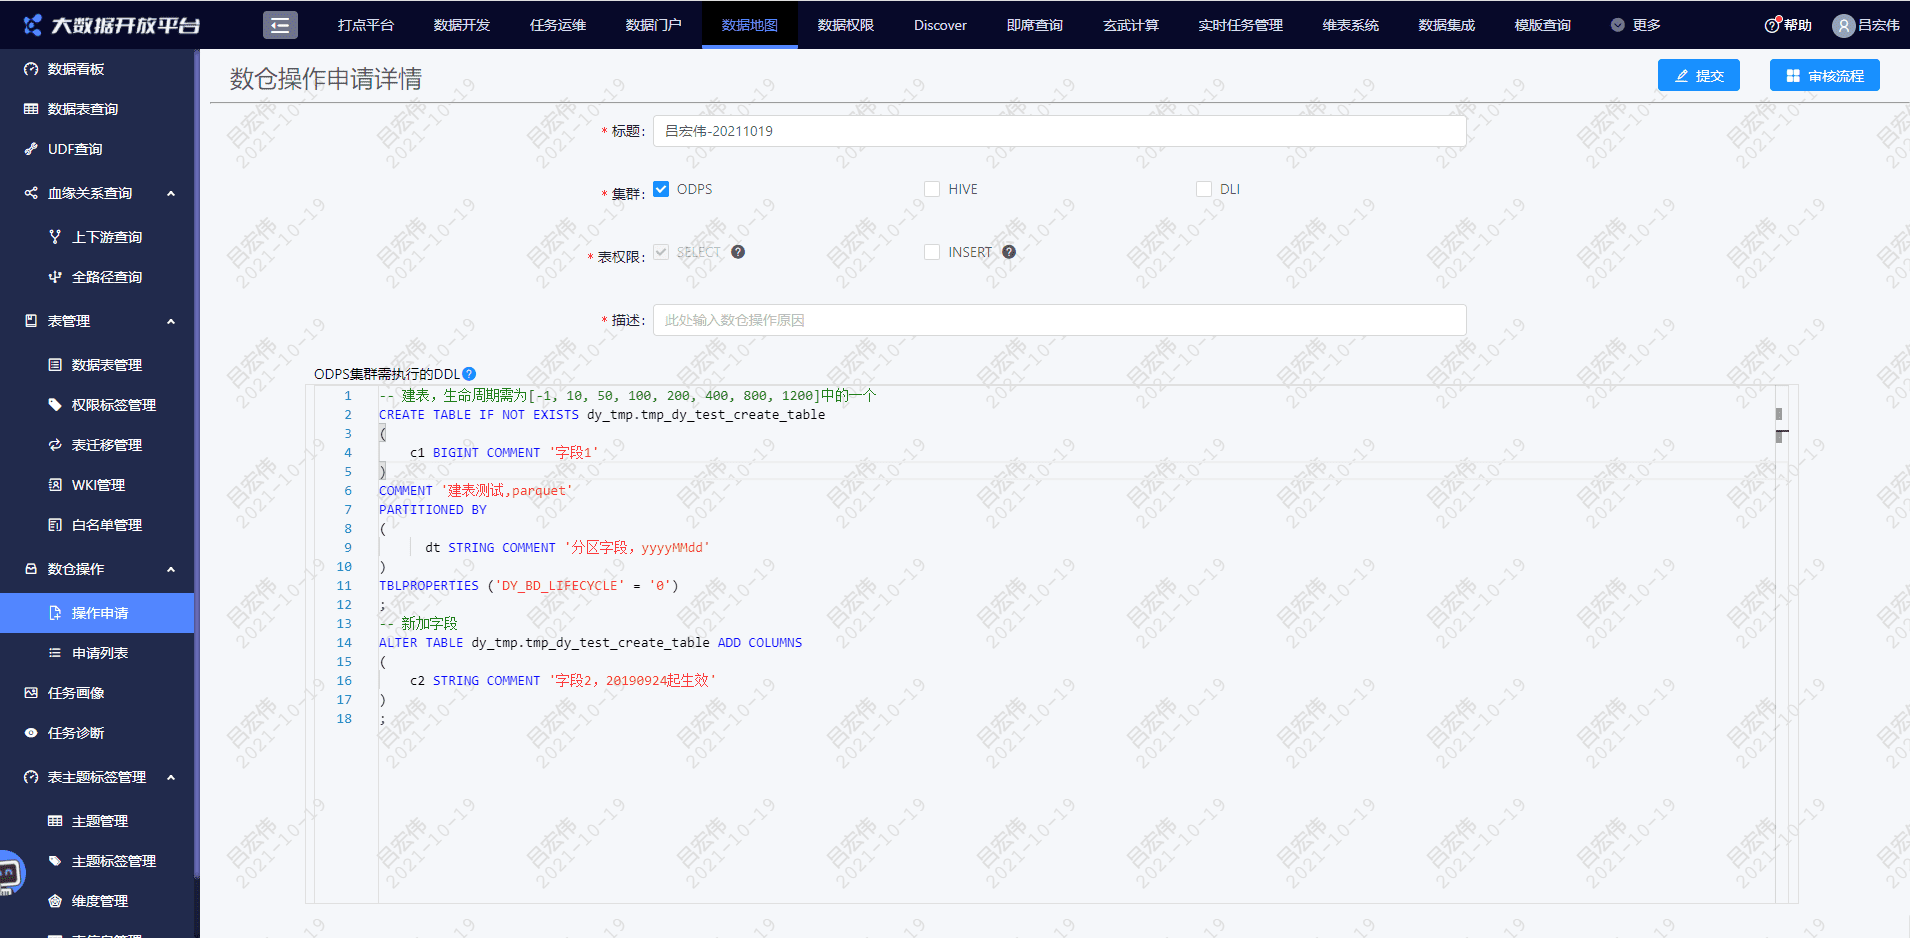 大数据开放平台
打点平台
数据开发
任务运维
数据门户
数据地图
数据权限
Discover
即席查询
玄武计算
实时任务管理
维表系统
数据集成
模版查询
更多
帮助
吕宏伟
数据看板
数据表查询
UDF查询
血缘关系查询
上下游查询
全路径查询
表管理
数据表管理
权限标签管理
表迁移管理
WKI管理
白名单管理
数仓操作
操作申请
申请列表
任务画像
任务诊断
表主题标签管理
主题管理
主题标签管理
维度管理
数仓操作申请详情
提交
审核流程
* 标题: 吕宏伟-20211019
* 集群: ODPS HIVE DLI
* 表权限: SELECT ? INSERT ?
* 描述: 此处输入数仓操作原因
ODPS集群需执行的DDL ?
1 -- 建表，生命周期需为[-1, 10, 50, 100, 200, 400, 800, 1200]中的一个
2 CREATE TABLE IF NOT EXISTS dy_tmp.tmp_dy_test_create_table
3 (
4 c1 BIGINT COMMENT '字段1'
5 )
6 COMMENT '建表测试,parquet'
7 PARTITIONED BY
8 (
9 dt STRING COMMENT '分区字段，yyyyMMdd'
10 )
11 TBLPROPERTIES ('DY_BD_LIFECYCLE' = '0')
12 ;
13 -- 新加字段
14 ALTER TABLE dy_tmp.tmp_dy_test_create_table ADD COLUMNS
15 (
16 c2 STRING COMMENT '字段2，20190924起生效'
17 )
18 ;
吕宏伟
2021-10-19